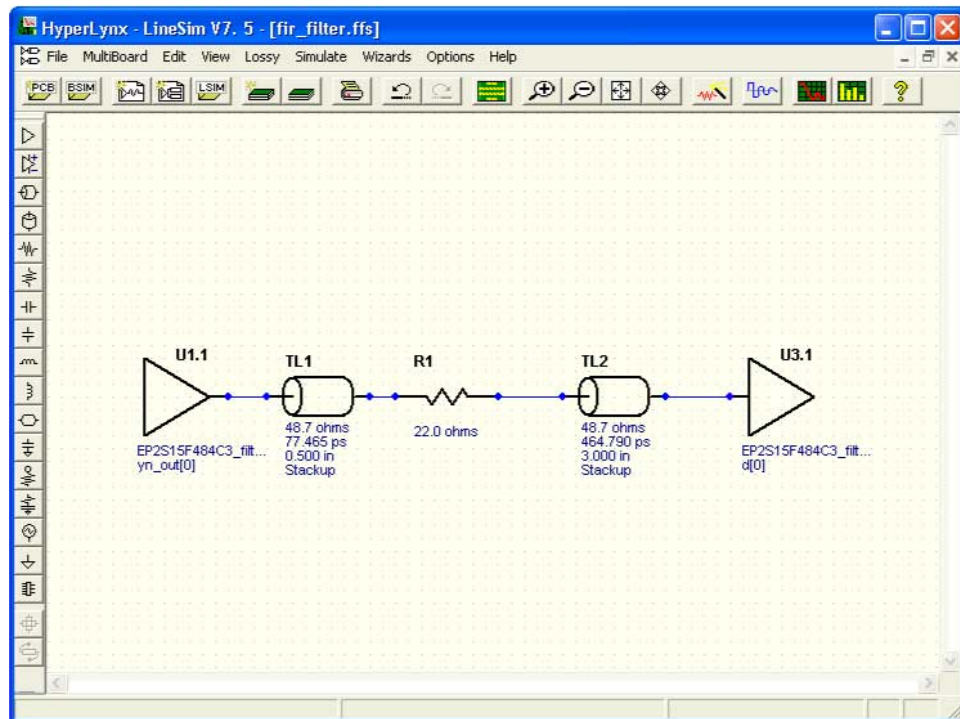 HyperLynx - LineSim V7. 5 - [fir_filter.ffs]
File MultiBoard Edit View Lossy Simulate Wizards Options Help
PCB BSIM LSIM
U1.1
TL1
R1
TL2
U3.1
48.7 ohms
77.465 ps
0.500 in
Stackup
22.0 ohms
48.7 ohms
464.790 ps
3.000 in
Stackup
EP2S15F484C3_filt...
yn_out[0]
EP2S15F484C3_filt...
d[0]